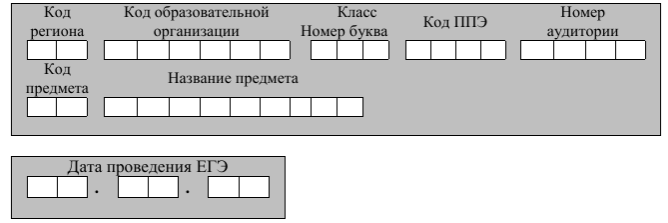 Код региона
Код образовательной организации
Класс
Номер буква
Код ППЭ
Номер аудитории
Код предмета
Название предмета
Дата проведения ЕГЭ
. .